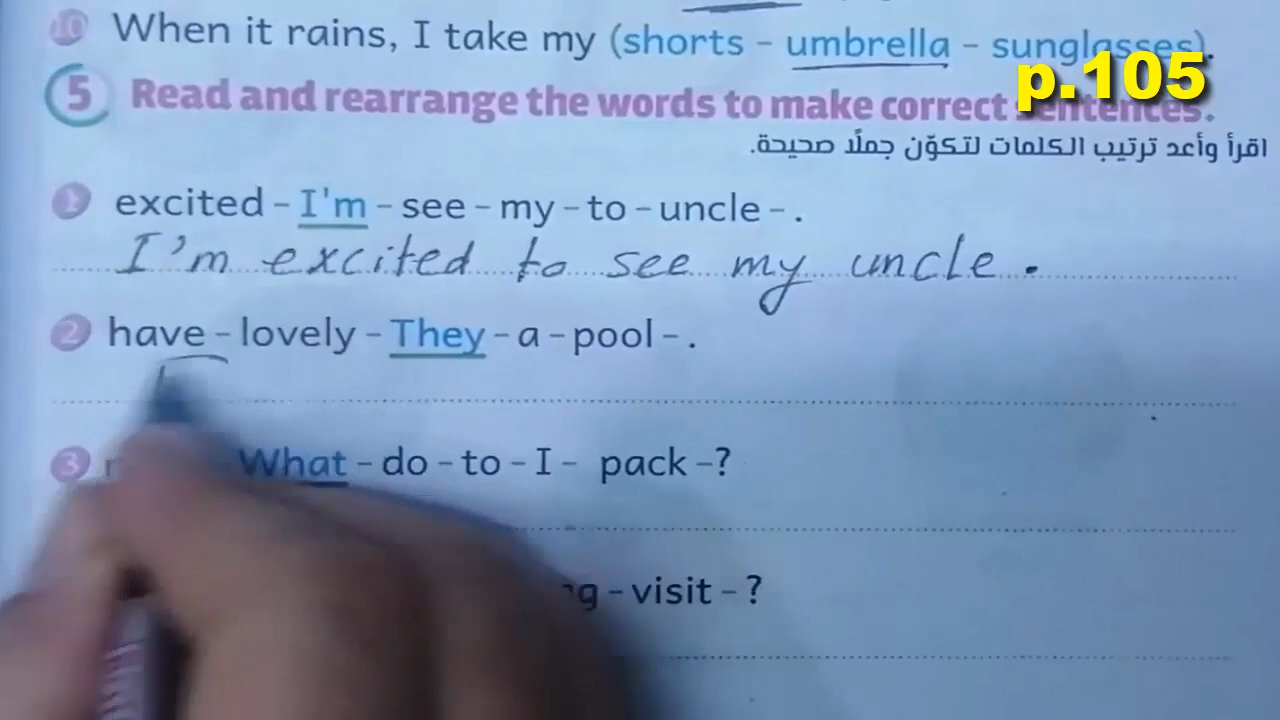 10 When it rains, I take my (shorts - umbrella - sunglasses).
p.105
5 Read and rearrange the words to make correct sentences.
اقرأ وأعد ترتيب الكلمات لتكوّن جملًا صحيحة.
1 excited - I'm - see - my - to - uncle - .
I'm excited to see my uncle.
2 have - lovely - They - a - pool - .
3 What - do - to - I - pack - ?
visit - ?